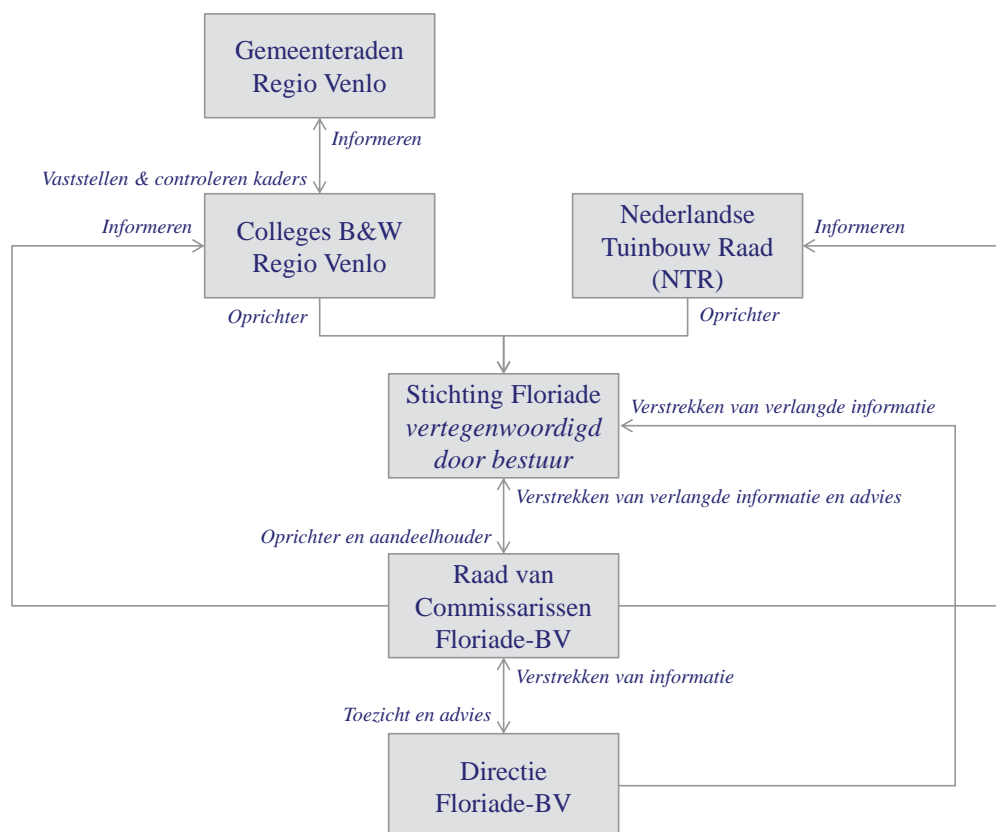 Gemeenteraden
Regio Venlo
Informeren
Vaststellen & controleren kaders
Informeren
Colleges B&W
Regio Venlo
Nederlandse
Tuinbouw Raad
(NTR)
Informeren
Oprichter
Oprichter
Stichting Floriade
vertegenwoordigd
door bestuur
Verstrekken van verlangde informatie
Verstrekken van verlangde informatie en advies
Oprichter en aandeelhouder
Raad van
Commissarissen
Floriade-BV
Verstrekken van informatie
Toezicht en advies
Directie
Floriade-BV